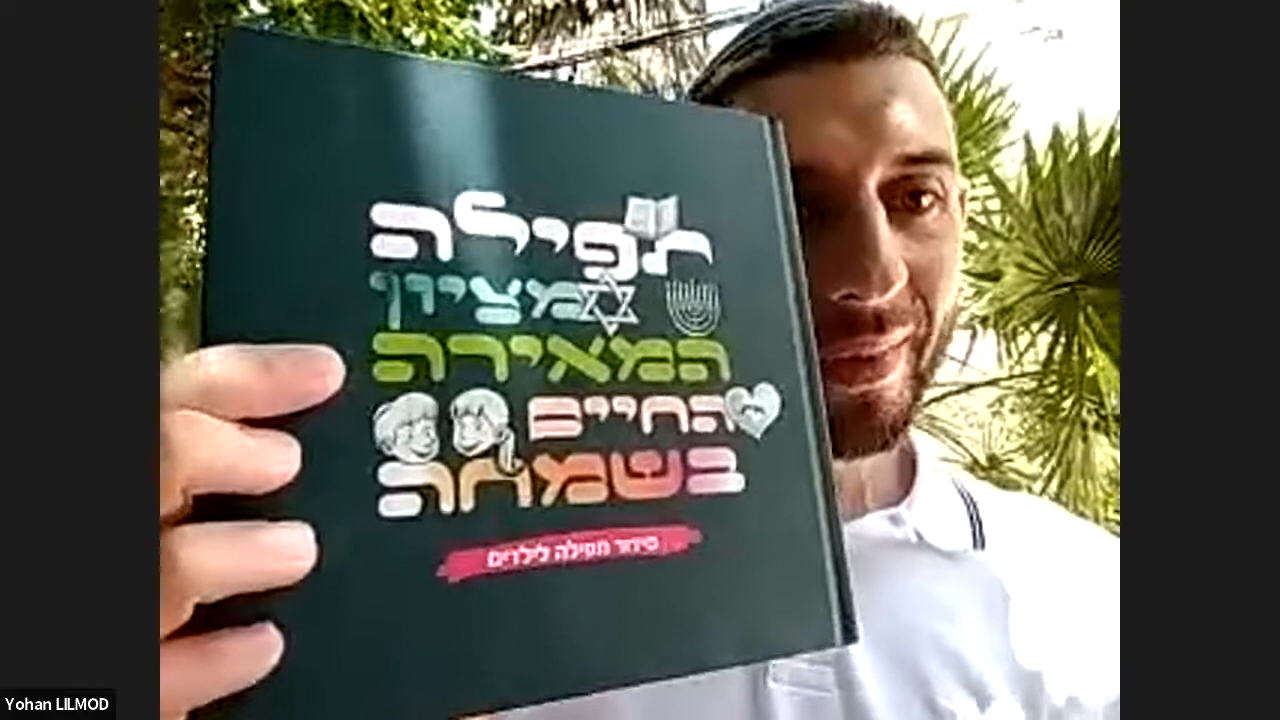 תפילה
מציון
המאירה
החיים
בשמחה
סידור תפילה לילדים
Yohan LILMOD